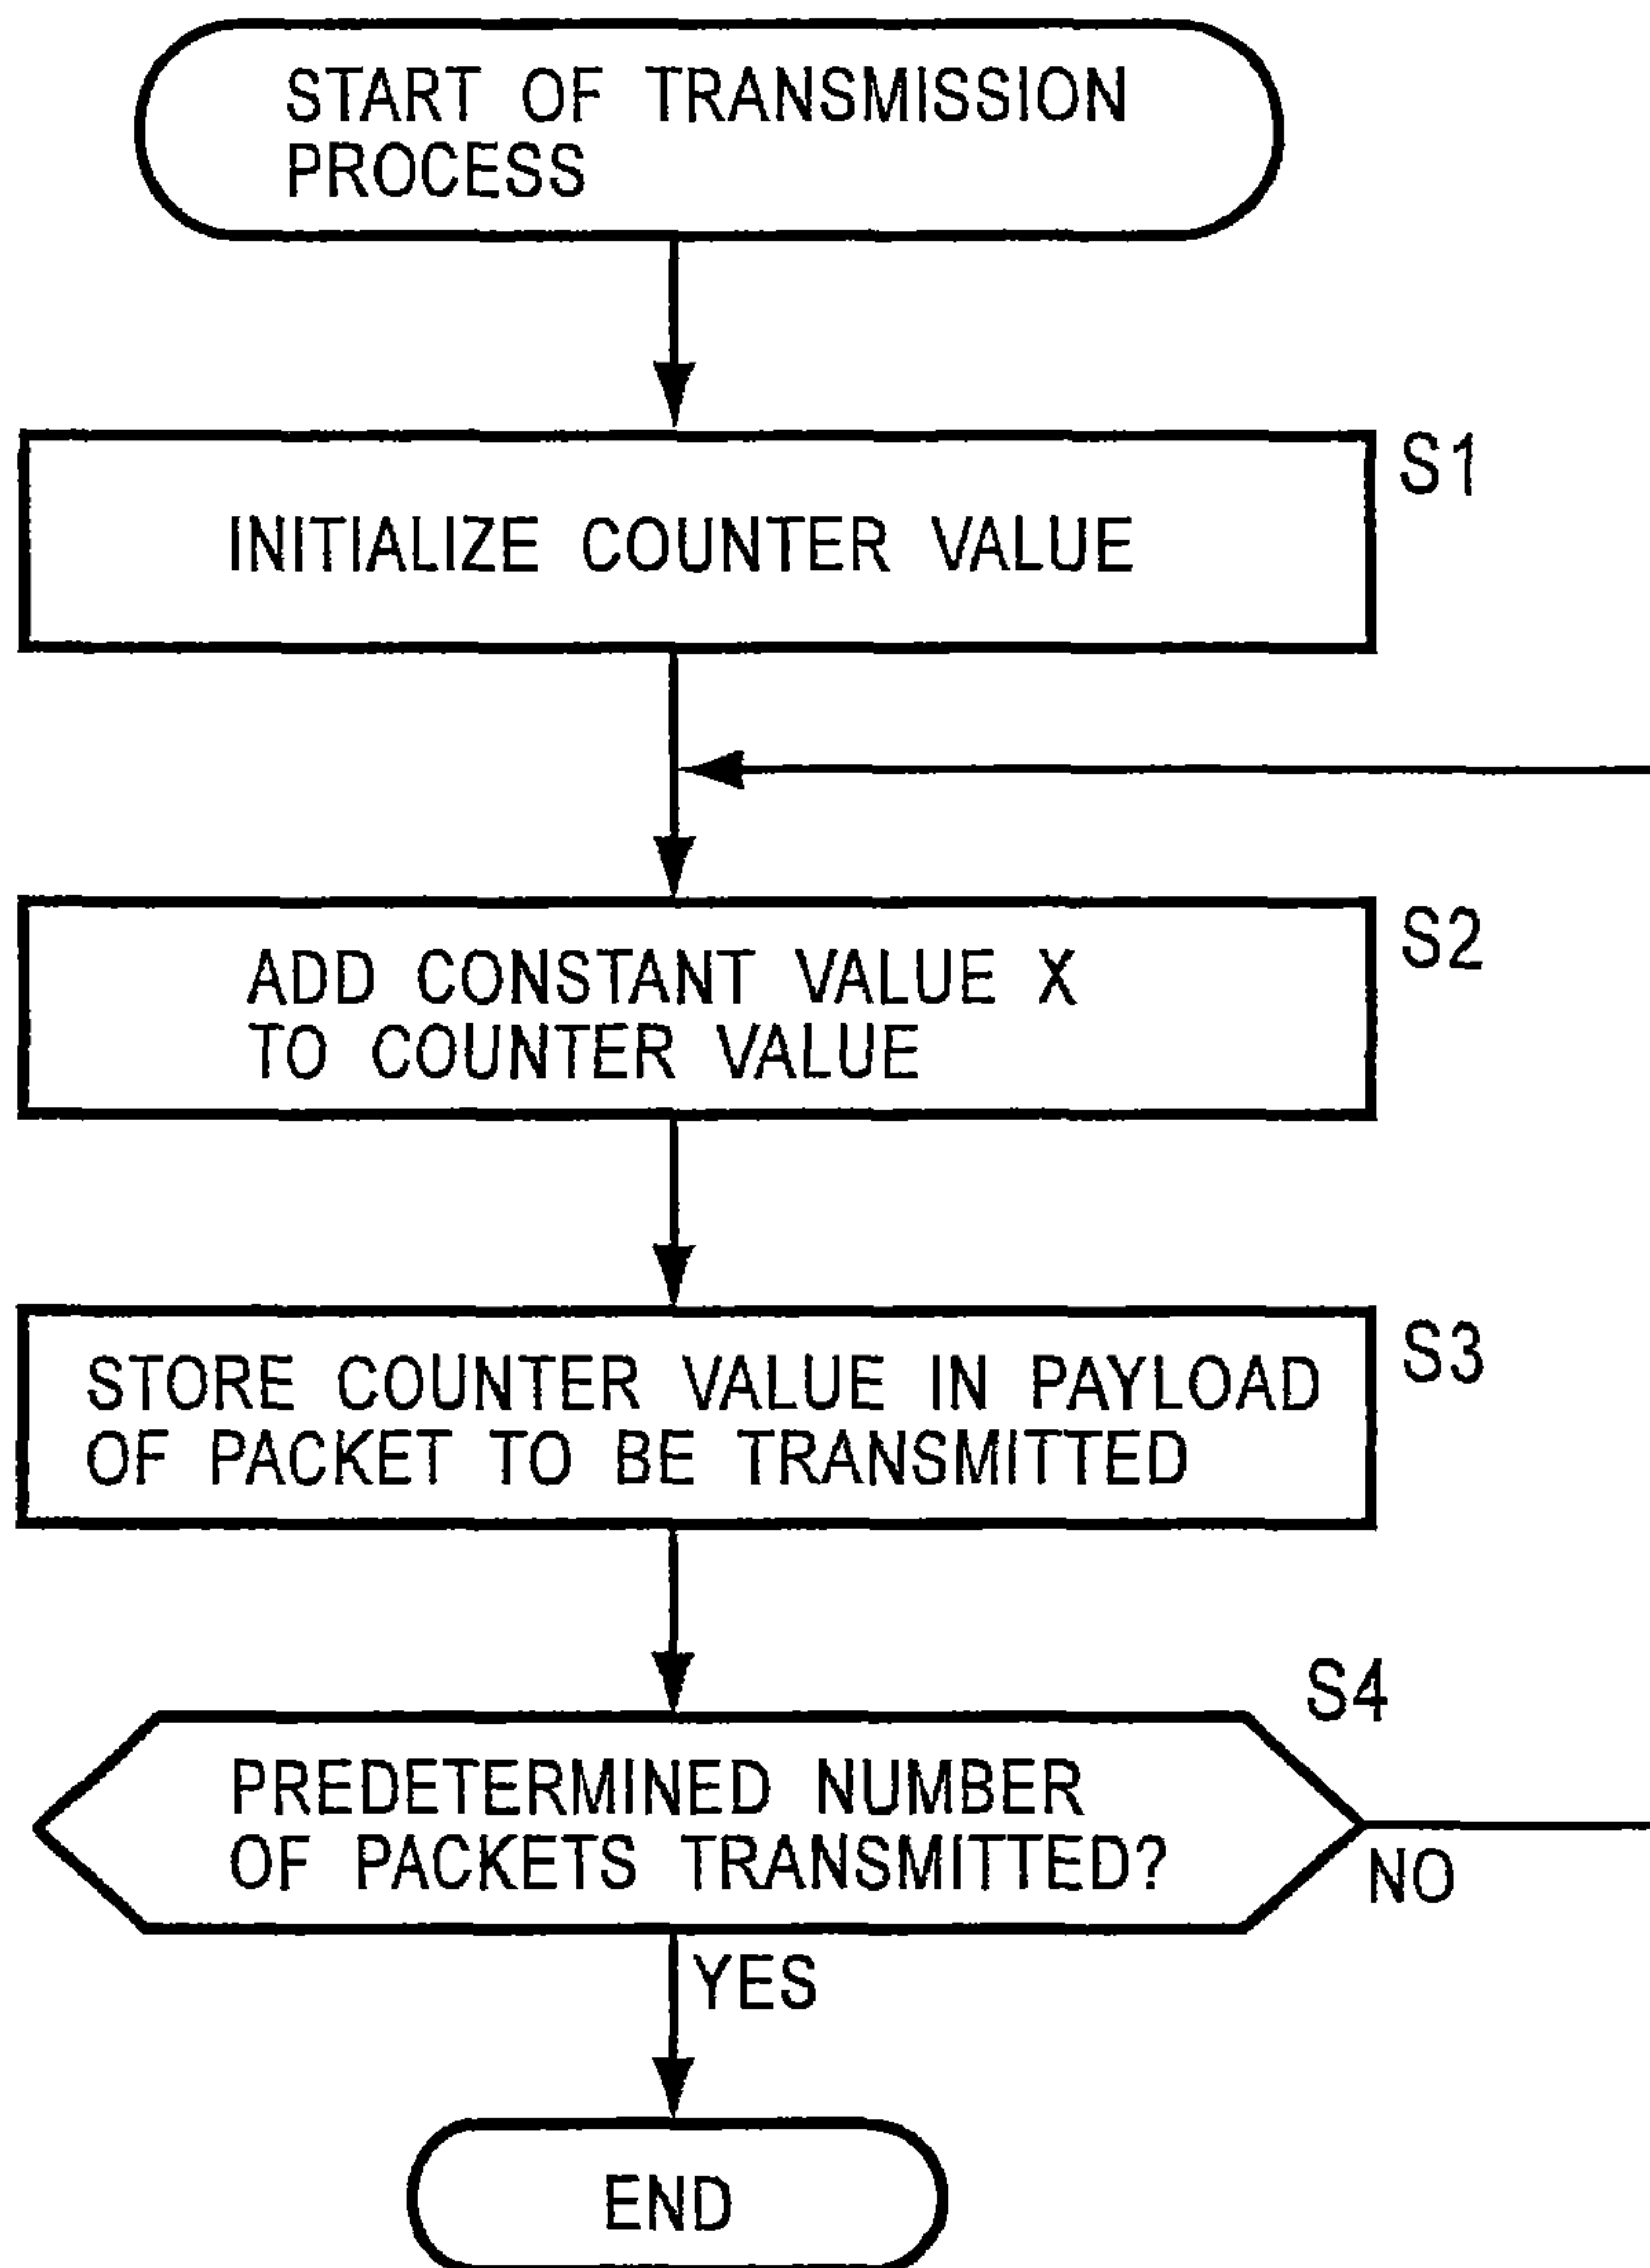 START OF TRANSMISSION
PROCESS
S1
INITIALIZE COUNTER VALUE
S2
ADD CONSTANT VALUE X
TO COUNTER VALUE
S3
STORE COUNTER VALUE IN PAYLOAD
OF PACKET TO BE TRANSMITTED
S4
PREDETERMINED NUMBER
OF PACKETS TRANSMITTED?
NO
YES
END